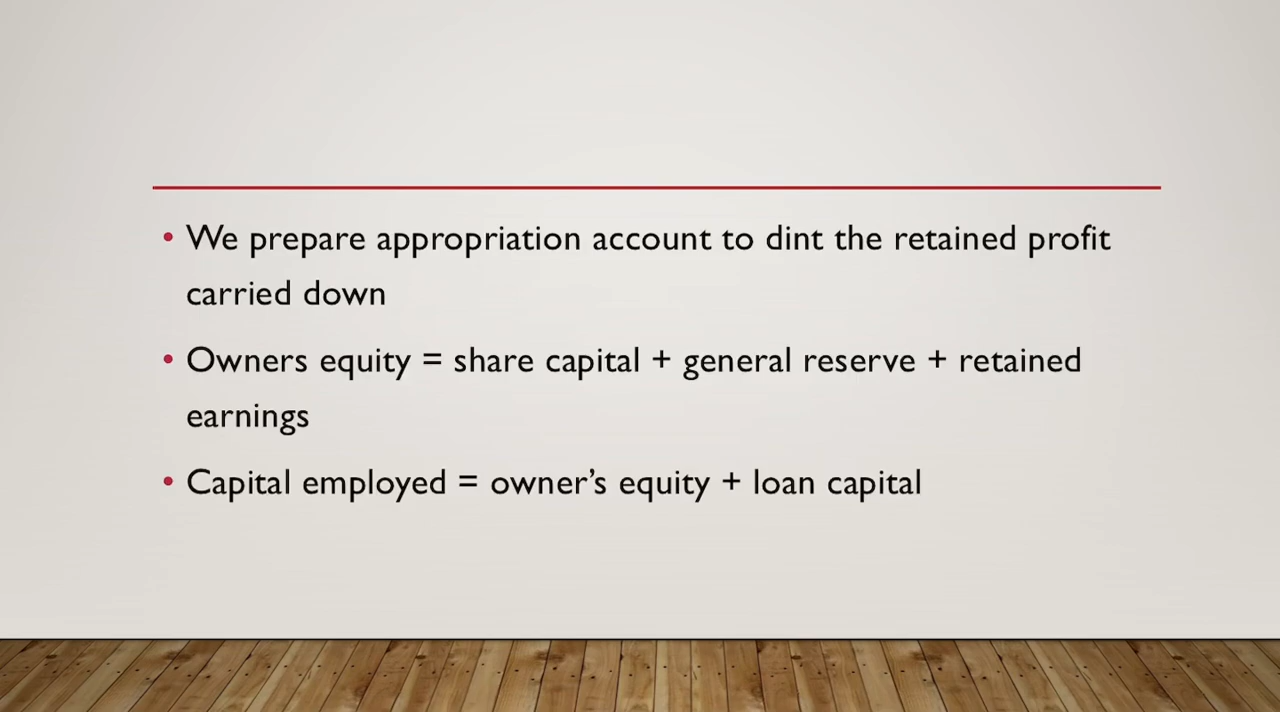 • We prepare appropriation account to dint the retained profit
carried down
• Owners equity = share capital + general reserve + retained
earnings
• Capital employed = owner’s equity + loan capital